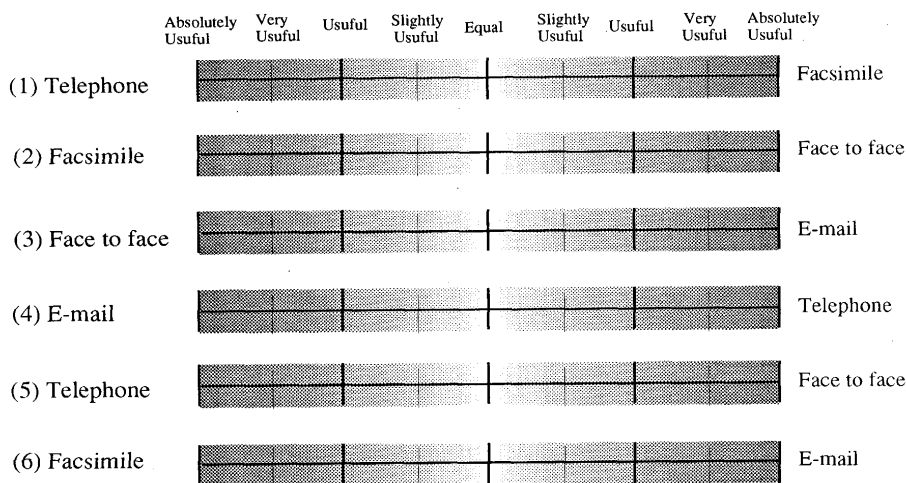 Absolutely Usuful Very Usuful Usuful Slightly Usuful Equal Slightly Usuful Usuful Very Usuful Absolutely Usuful
(1) Telephone Facsimile
(2) Facsimile Face to face
(3) Face to face E-mail
(4) E-mail Telephone
(5) Telephone Face to face
(6) Facsimile E-mail